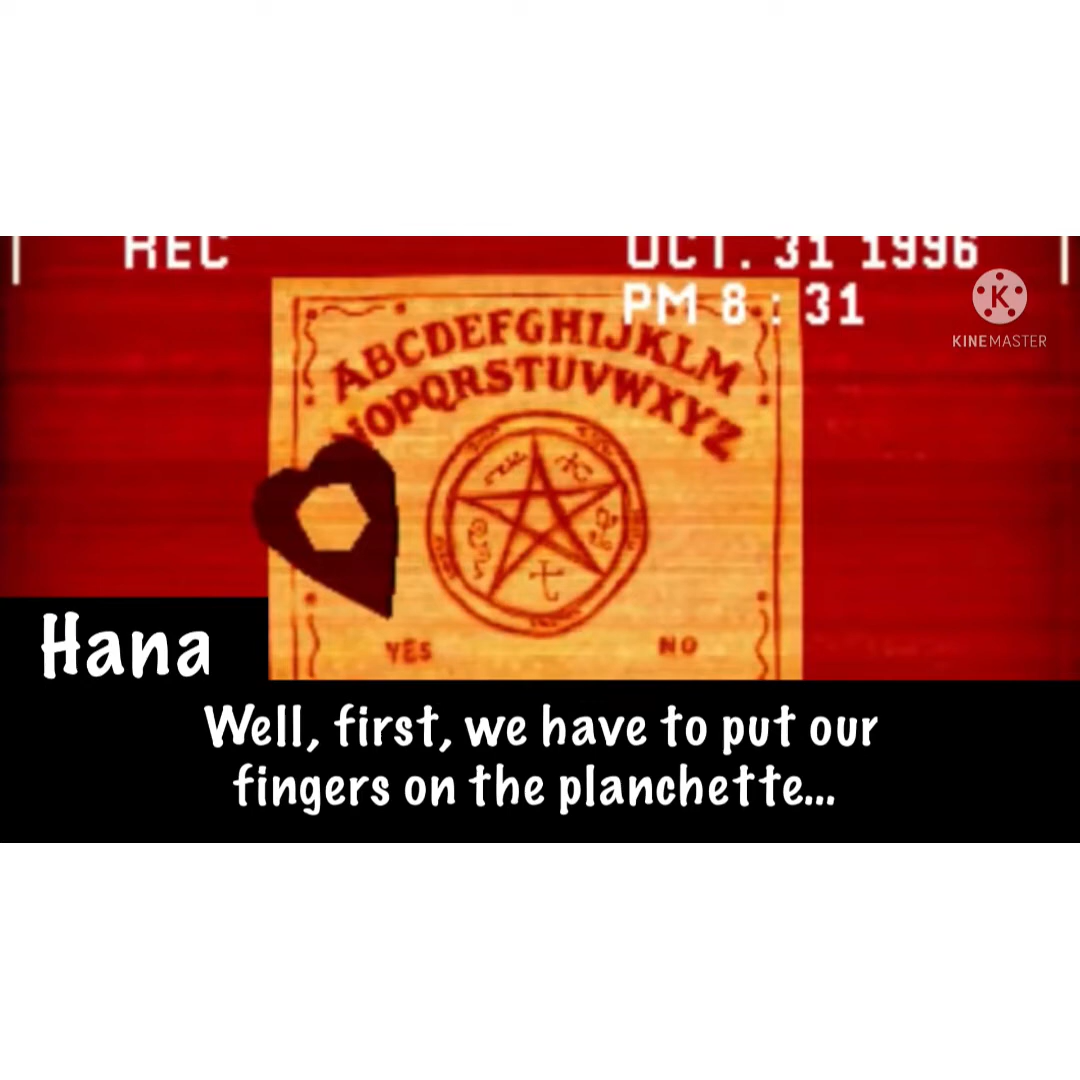 REC
OCT. 31 1996
PM 8 : 31
KINEMASTER
ABCDEFGHIJKLM
NOPQRSTUVWXYZ
YES
NO
Hana
Well, first, we have to put our
fingers on the planchette...